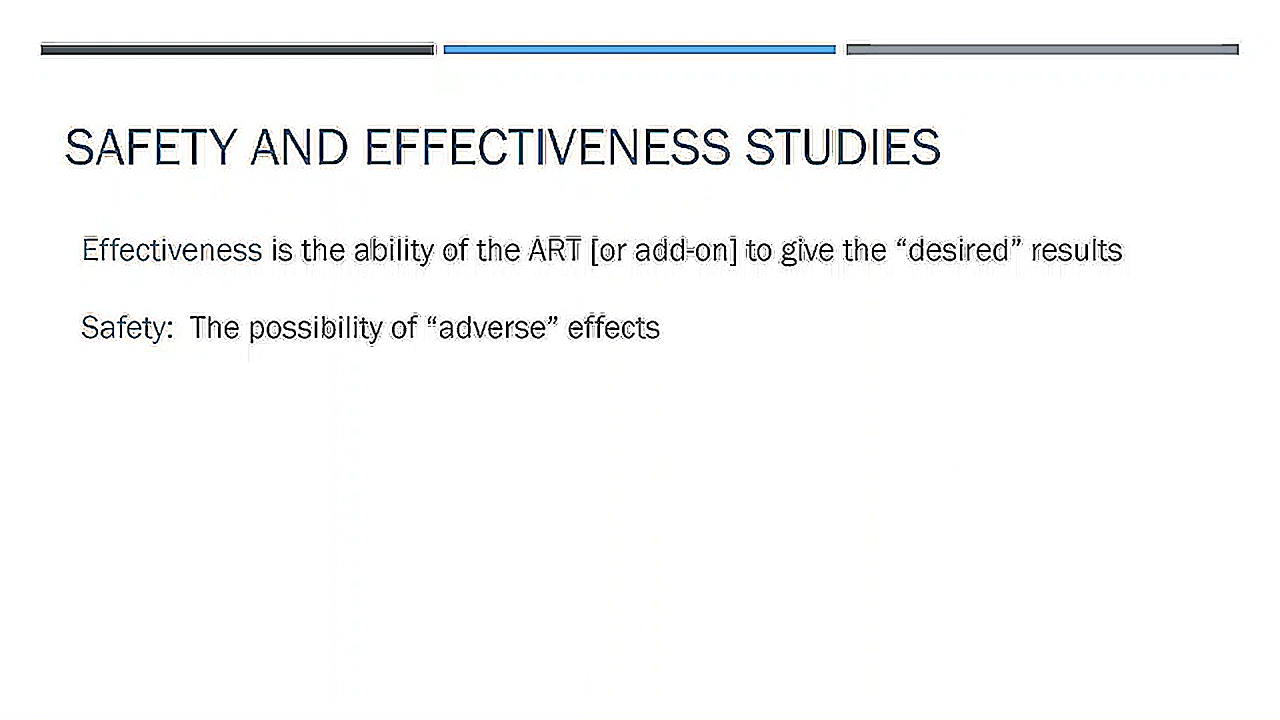 SAFETY AND EFFECTIVENESS STUDIES
Effectiveness is the ability of the ART [or add-on] to give the “desired” results
Safety: The possibility of “adverse” effects